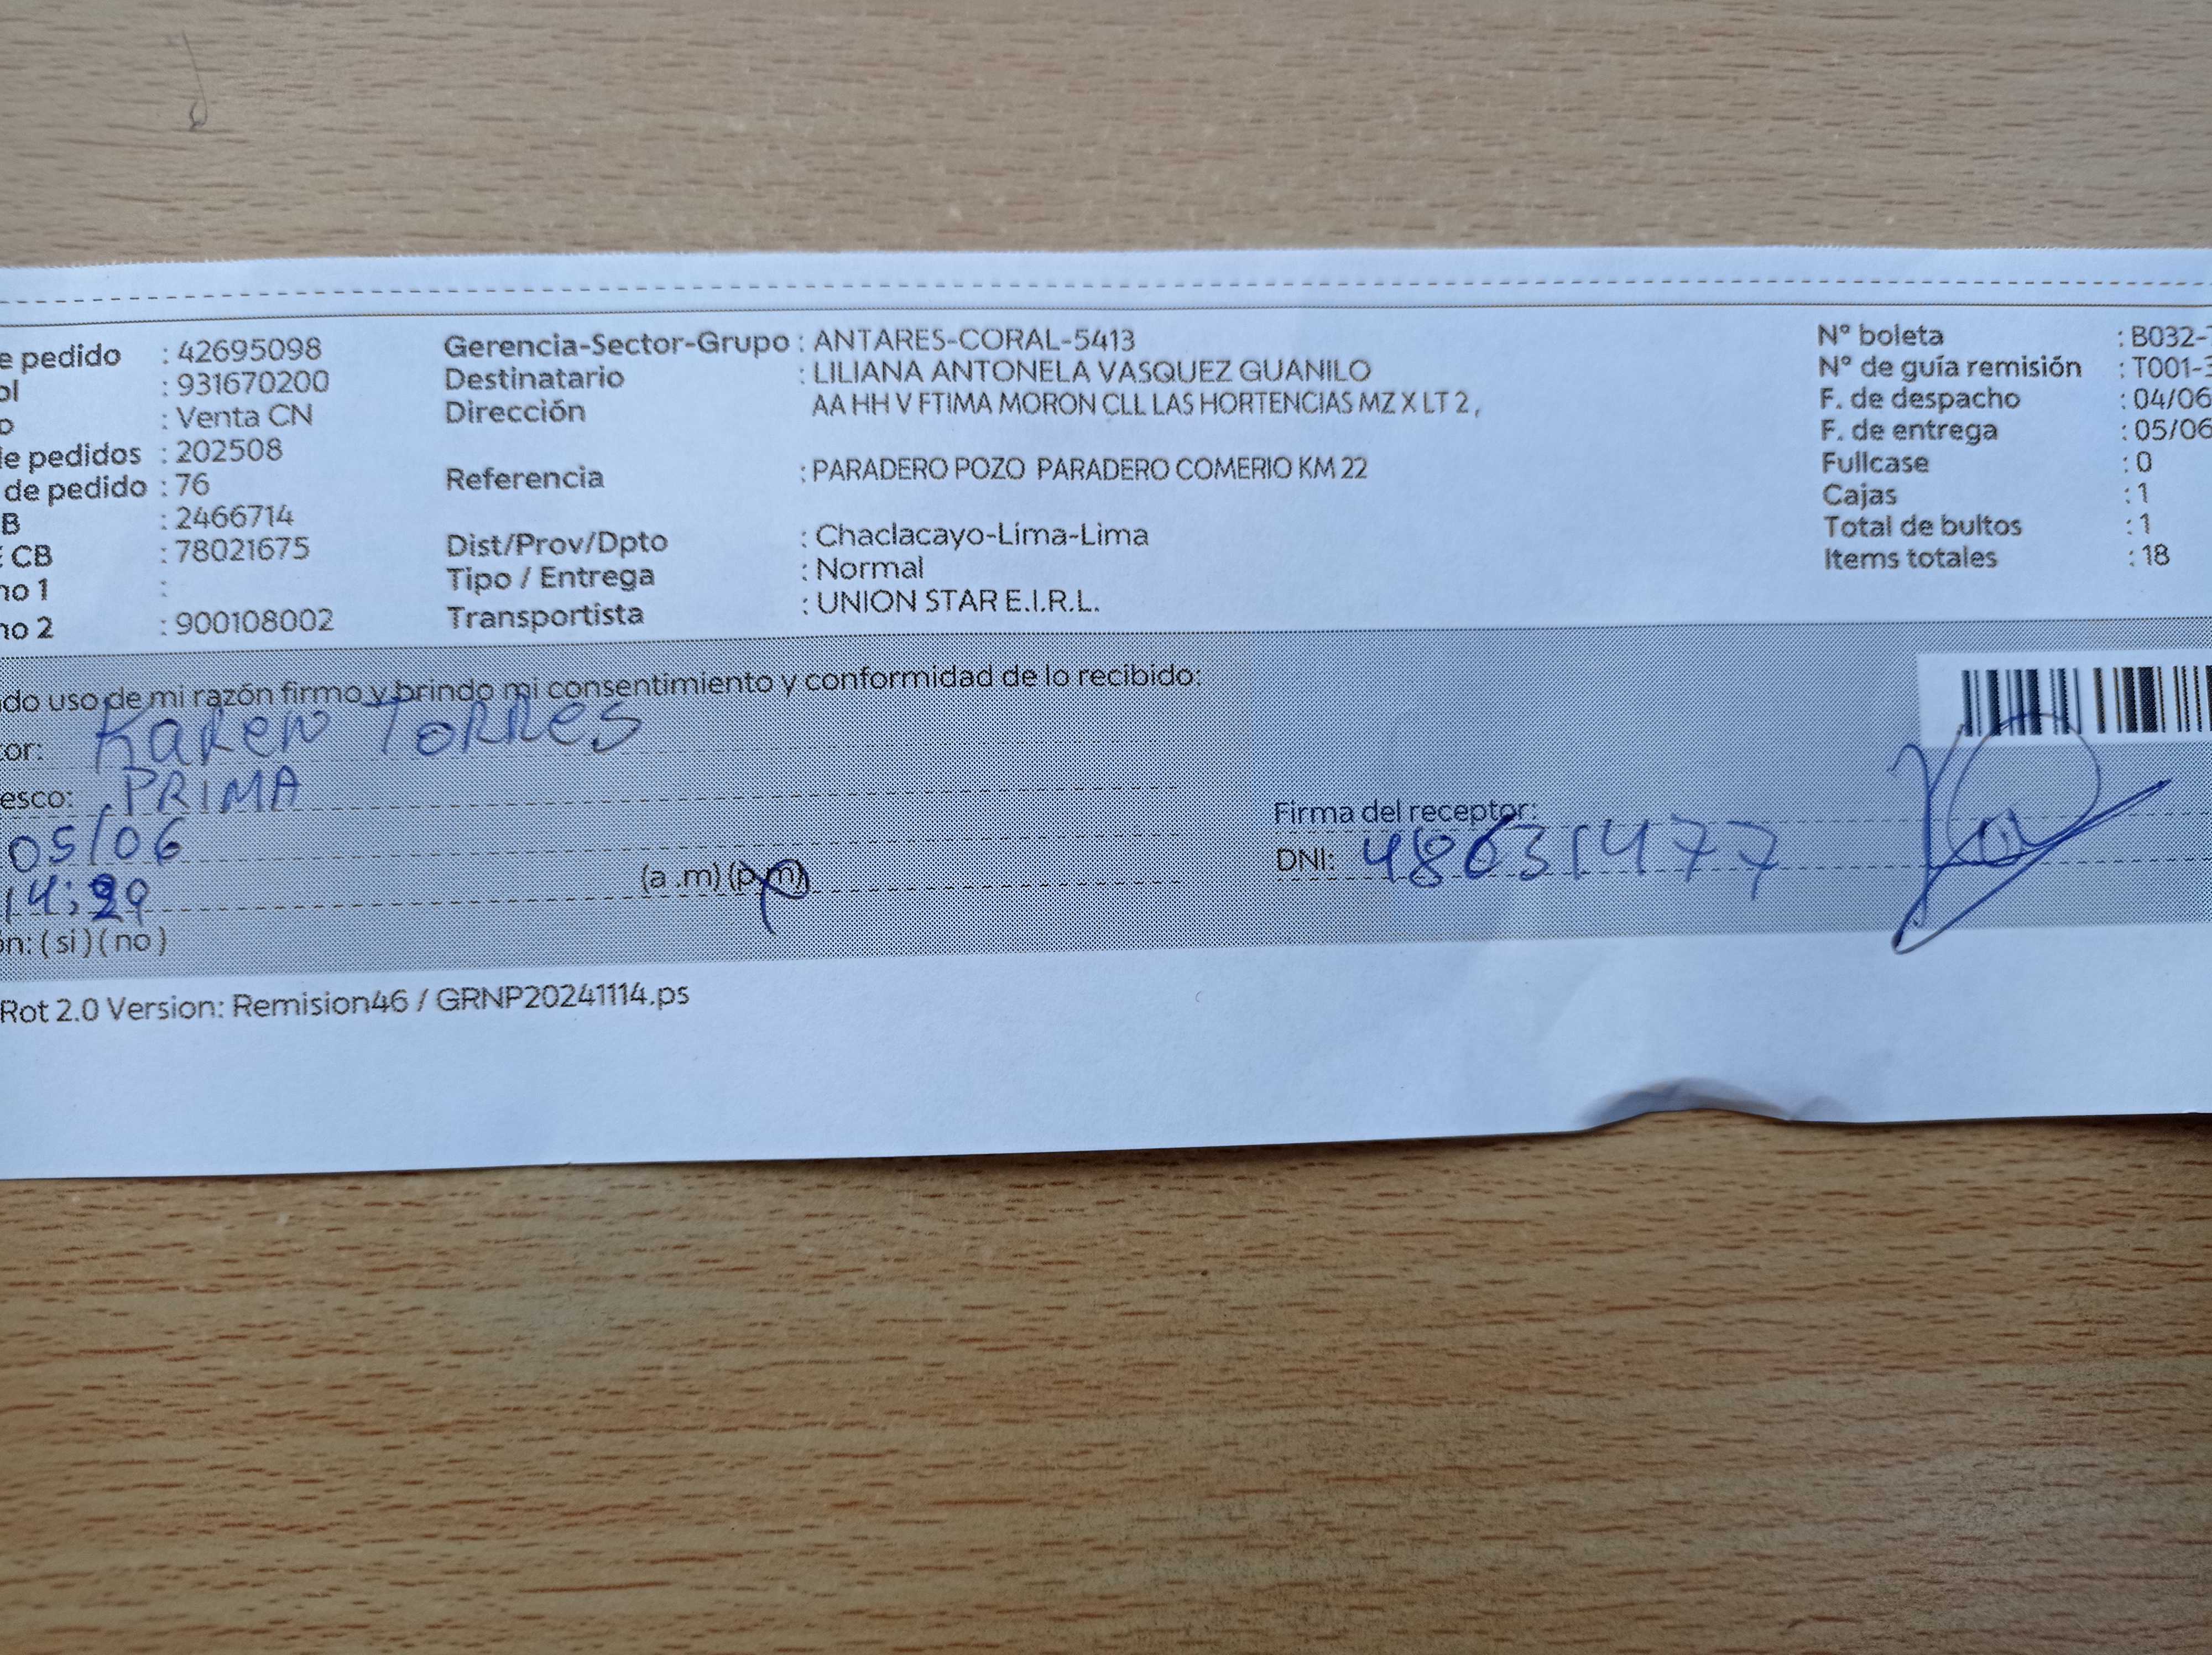 e pedido : 42695098 Gerencia-Sector-Grupo : ANTARES-CORAL-5413 Nº boleta : B032-
ol : 931670200 Destinatario : LILIANA ANTONELA VASQUEZ GUANILO Nº de guía remisión : T001-3
o : Venta CN Dirección AA HH V FTIMA MORON CLL LAS HORTENCIAS MZ X LT 2 , F. de despacho : 04/06
de pedidos : 202508 F. de entrega : 05/06
de pedido : 76 Referencia : PARADERO POZO PARADERO COMERIO KM 22 Fullcase : 0
B : 2466714 Cajas : 1
E CB : 78021675 Dist/Prov/Dpto : Chaclacayo-Lima-Lima Total de bultos : 1
no 1 : Tipo / Entrega : Normal Items totales : 18
no 2 : 900108002 Transportista : UNION STAR E.I.R.L.
do uso de mi razón firmo y brindo mi consentimiento y conformidad de lo recibido:
tor: Karen Torres
esco: PRIMA
Firma del receptor:
05/06
DNI: 48631477
14:29 (a .m) (p.m)
ón: ( si ) ( no )
Rot 2.0 Version: Remision46 / GRNP20241114.ps